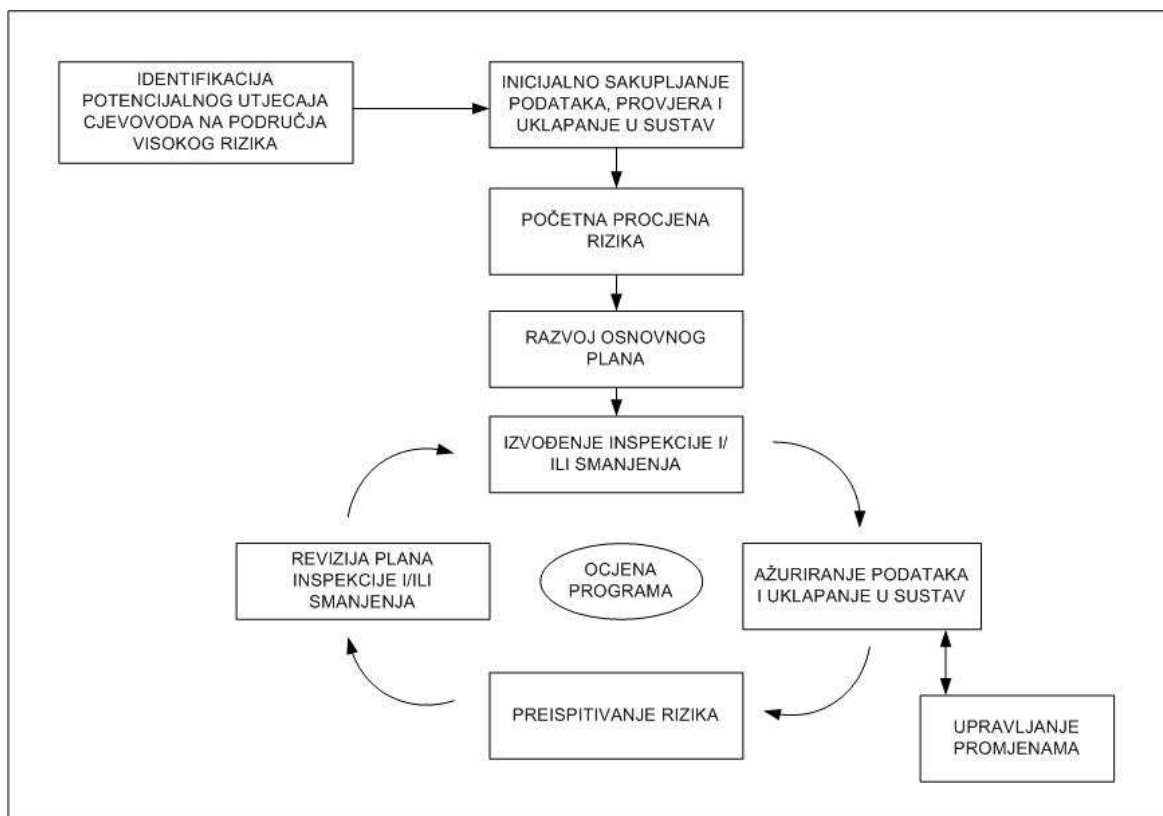 IDENTIFIKACIJA
POTENCIJALNOG UTJECAJA
CJEVOVODA NA PODRUČJA
VISOKOG RIZIKA
INICIJALNO SAKUPLJANJE
PODATAKA, PROVJERA I
UKLAPANJE U SUSTAV
POČETNA PROCJENA
RIZIKA
RAZVOJ OSNOVNOG
PLANA
IZVOĐENJE INSPEKCIJE I/
ILI SMANJENJA
REVIZIJA PLANA
INSPEKCIJE I/ILI
SMANJENJA
OCJENA
PROGRAMA
AŽURIRANJE PODATAKA
I UKLAPANJE U SUSTAV
PREISPITIVANJE RIZIKA
UPRAVLJANJE
PROMJENAMA